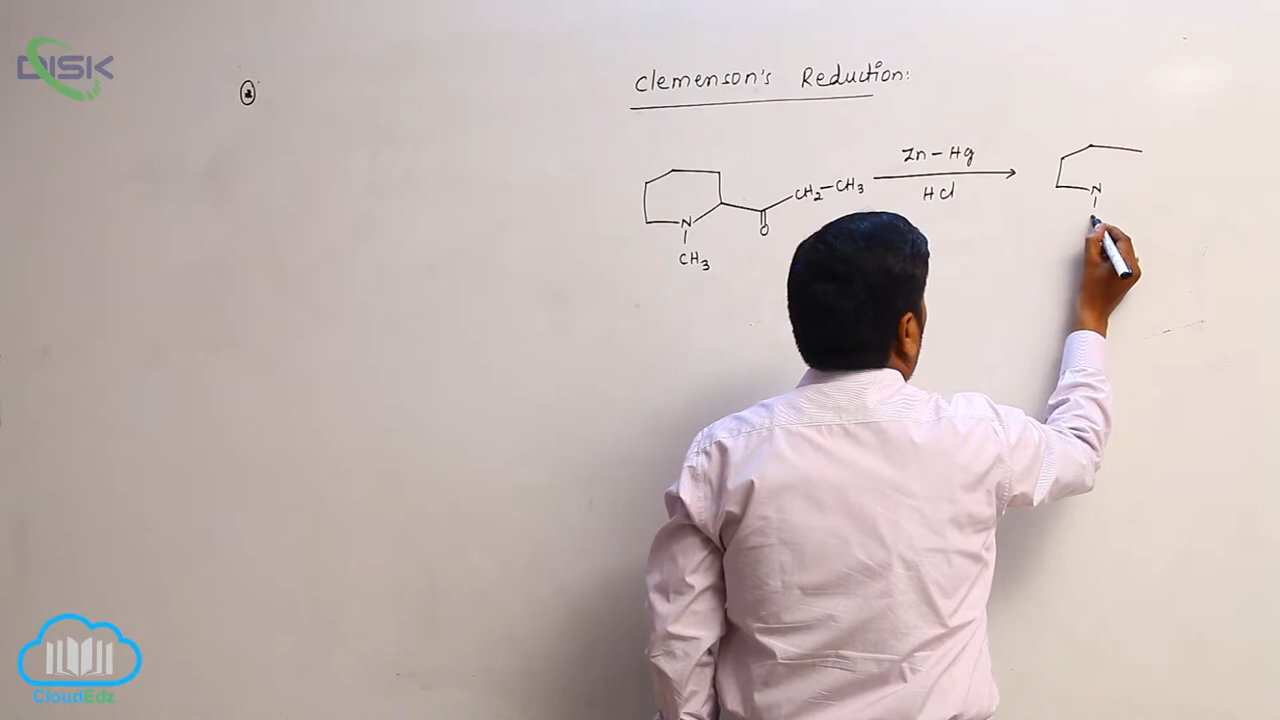 DISK
Clemenson's Reduction:
Zn-Hg
HCl
CH2-CH3
N
O
CH3
N
CloudEdz